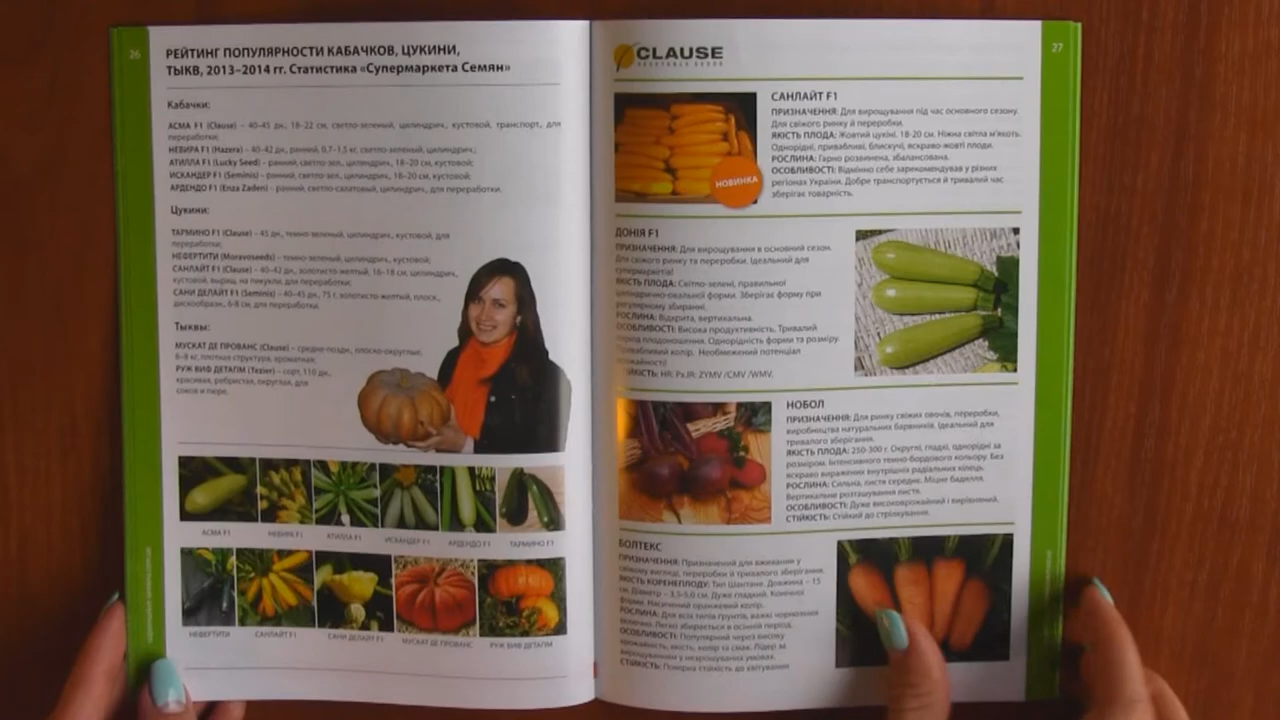 26
РЕЙТИНГ ПОПУЛЯРНОСТИ КАБАЧКОВ, ЦУКИНИ,
ТЫКВ, 2013–2014 гг. Статистика «Супермаркета Семян»
Кабачки:
АСМА F1 (Clause) – 40–45 дн., 18–22 см, светло-зеленый, цилиндрич., кустовой, транспорт., для
переработки;
НЕВИРА F1 (Hazera) – 40–42 дн., ранний, 0,7–1,5 кг, светло-зеленый, цилиндрич.;
АТИЛЛА F1 (Lucky Seed) – ранний, светло-зел., цилиндрич., 18–20 см, кустовой;
ИСКАНДЕР F1 (Seminis) – ранний, светло-зел., цилиндрич., 18–20 см, кустовой;
АРДЕНДО F1 (Enza Zaden) – ранний, светло-салатовый, цилиндрич., для переработки.
Цукини:
ТАРМИНО F1 (Clause) – 45 дн., темно-зеленый, цилиндрич., кустовой, для
переработки;
НЕФЕРТИТИ (Moravoseeds) – темно-зеленый, цилиндрич., кустовой;
САНЛАЙТ F1 (Clause) – 40–42 дн., золотисто-желтый, 16–18 см, цилиндрич.,
кустовой, выращ. на пикули, для переработки;
САНИ ДЕЛАЙТ F1 (Seminis) – 40–45 дн., 75 г, золотисто-желтый, плоск.,
дискообразн., 6-8 см, для переработки.
Тыквы:
МУСКАТ ДЕ ПРОВАНС (Clause) – средне-поздн., плоско-округлые,
6–8 кг, плотная структура, ароматная;
РУЖ ВИФ ДЕТАМП (Tezier) – сорт, 110 дн.,
красивая, ребристая, округлая, для
соков и пюре.
АСМА F1 НЕВИРА F1 АТИЛЛА F1 ИСКАНДЕР F1 АРДЕНДО F1 ТАРМИНО F1
НЕФЕРТИТИ САНЛАЙТ F1 САНИ ДЕЛАЙТ F1 МУСКАТ ДЕ ПРОВАНС РУЖ ВИФ ДЕТАМП
27
CLAUSE
VEGETABLE SEEDS
НОВИНКА
САНЛАЙТ F1
ПРИЗНАЧЕННЯ: Для вирощування під час основного сезону.
Для свіжого ринку й переробки.
ЯКІСТЬ ПЛОДА: Жовтий цукіні. 18-20 см. Ніжна світла м'якоть.
Однорідні, привабливі, блискучі, яскраво-жовті плоди.
РОСЛИНА: Гарно розвинена, збалансована.
ОСОБЛИВОСТІ: Відмінно себе зарекомендував у різних
регіонах України. Добре транспортується й тривалий час
зберігає товарність.
ДОНІЯ F1
ПРИЗНАЧЕННЯ: Для вирощування в основний сезон.
Для свіжого ринку та переробки. Ідеальний для
супермаркетів!
ЯКІСТЬ ПЛОДА: Світло-зелені, правильної
циліндрично-овальної форми. Зберігає форму при
регулярному збиранні.
РОСЛИНА: Відкрита, вертикальна.
ОСОБЛИВОСТІ: Висока продуктивність. Тривалий
період плодоношення. Однорідність форми та розміру.
Привабливий колір. Необмежений потенціал
врожайності!
СТІЙКІСТЬ: HR: Px.IR: ZYMV /CMV /WMV.
НОБОЛ
ПРИЗНАЧЕННЯ: Для ринку свіжих овочів, переробки,
виробництва натуральних барвників. Ідеальний для
тривалого зберігання.
ЯКІСТЬ ПЛОДА: 250-300 г. Округлі, гладкі, однорідні за
розміром. Інтенсивного темно-бордового кольору. Без
яскраво виражених внутрішніх радіальних кілець.
РОСЛИНА: Сильна, листя середнє. Міцне бадилля.
Вертикальне розташування листя.
ОСОБЛИВОСТІ: Дуже високоврожайний і вирівняний.
СТІЙКІСТЬ: Стійкий до стрілкування.
БОЛТЕКС
ПРИЗНАЧЕННЯ: Призначений для вживання у
свіжому вигляді, переробки й тривалого зберігання.
ЯКІСТЬ КОРЕНЕПЛОДУ: Тип Шантане. Довжина – 15
см. Діаметр – 3,5-5,0 см. Дуже гладкий. Конічної
форми. Насичений оранжевий колір.
РОСЛИНА: Для всіх типів ґрунтів, важкі чорноземи
включно. Легко збирається в осінній період.
ОСОБЛИВОСТІ: Популярний через високу
врожайність, якість, колір та смак. Лідер за
вирощуванням у незрошуваних умовах.
СТІЙКІСТЬ: Помірна стійкість до квітування